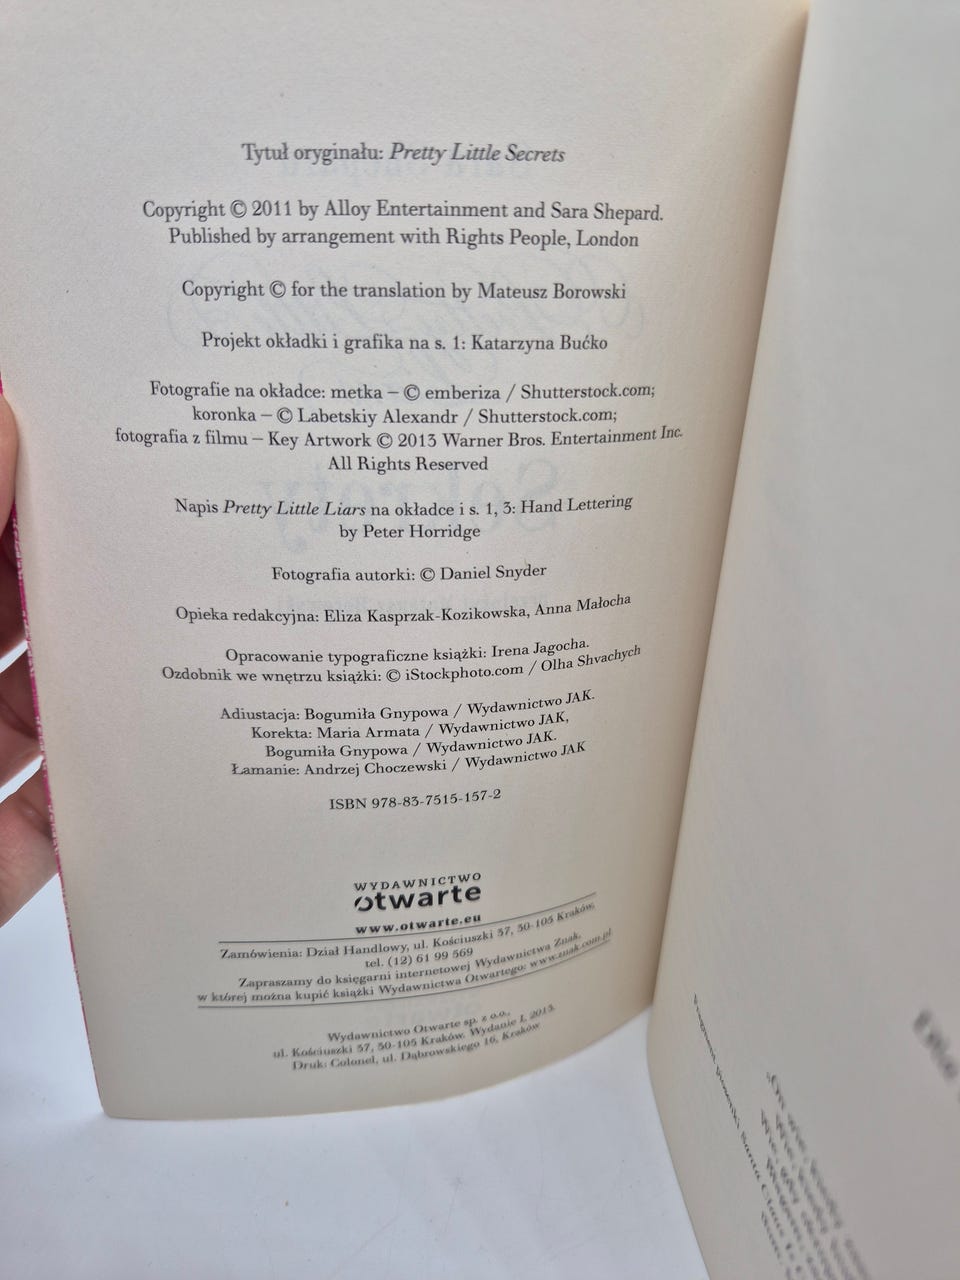 Tytuł oryginału: Pretty Little Secrets
Copyright © 2011 by Alloy Entertainment and Sara Shepard.
Published by arrangement with Rights People, London
Copyright © for the translation by Mateusz Borowski
Projekt okładki i grafika na s. 1: Katarzyna Bućko
Fotografie na okładce: metka – © emberiza / Shutterstock.com;
koronka – © Labetskiy Alexandr / Shutterstock.com;
fotografia z filmu – Key Artwork © 2013 Warner Bros. Entertainment Inc.
All Rights Reserved
Napis Pretty Little Liars na okładce i s. 1, 3: Hand Lettering
by Peter Horridge
Fotografia autorki: © Daniel Snyder
Opieka redakcyjna: Eliza Kasprzak-Kozikowska, Anna Małocha
Opracowanie typograficzne książki: Irena Jagocha.
Ozdobnik we wnętrzu książki: © iStockphoto.com / Olha Shvachych
Adiustacja: Bogumiła Gnypowa / Wydawnictwo JAK.
Korekta: Maria Armata / Wydawnictwo JAK,
Bogumiła Gnypowa / Wydawnictwo JAK.
Łamanie: Andrzej Choczewski / Wydawnictwo JAK
ISBN 978-83-7515-157-2
WYDAWNICTWO
otwarte
www.otwarte.eu
Zamówienia: Dział Handlowy, ul. Kościuszki 37, 30-105 Kraków,
tel. (12) 61 99 569
Zapraszamy do księgarni internetowej Wydawnictwa Znak,
w której można kupić książki Wydawnictwa Otwartego: www.znak.com.pl
Wydawnictwo Otwarte sp. z o.o.,
ul. Kościuszki 37, 30-105 Kraków. Wydanie I, 2013.
Druk: Colonel, ul. Dąbrowskiego 16, Kraków
Fragment piosenki Santa Claus Is